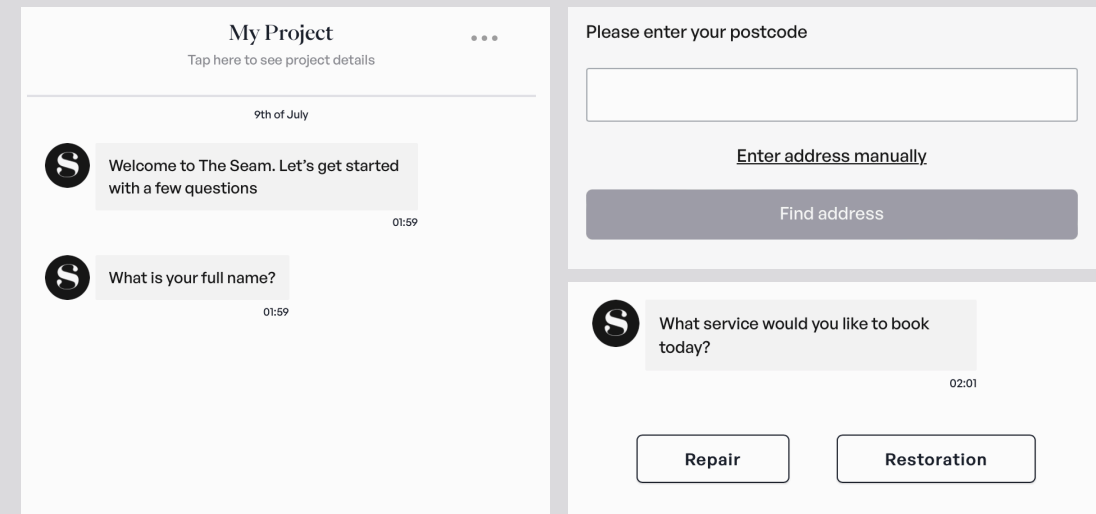 My Project
Tap here to see project details
9th of July
S
Welcome to The Seam. Let's get started
with a few questions
01:59
S
What is your full name?
01:59
Please enter your postcode
Enter address manually
Find address
S
What service would you like to book
today?
02:01
Repair
Restoration